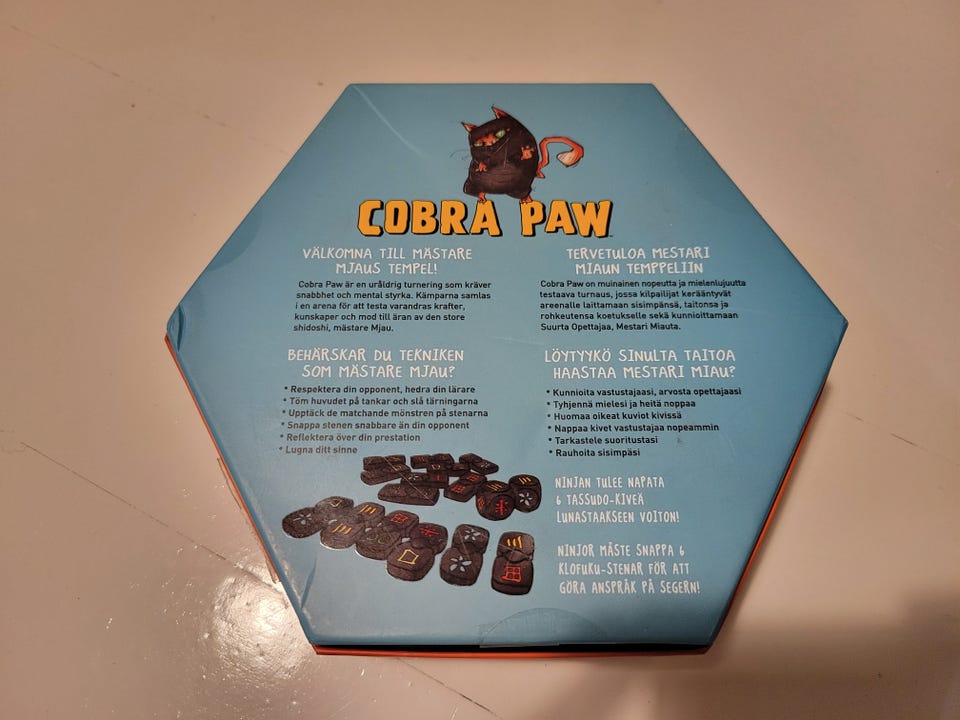 COBRA PAW
VÄLKOMNA TILL MÄSTARE
MJAUS TEMPEL!
Cobra Paw är en uråldrig turnering som kräver
snabbhet och mental styrka. Kämparna samlas
i en arena för att testa varandras krafter,
kunskaper och mod till äran av den store
shidoshi, mästare Mjau.
BEHÄRSKAR DU TEKNIKEN
SOM MÄSTARE MJAU?
* Respektera din opponent, hedra din lärare
* Töm huvudet på tankar och slå tärningarna
* Upptäck de matchande mönstren på stenarna
* Snappa stenen snabbare än din opponent
* Reflektera över din prestation
* Lugna ditt sinne
TERVETULOA MESTARI
MIAUN TEMPPELIIN
Cobra Paw on muinainen nopeutta ja mielenlujuutta
testaava turnaus, jossa kilpailijat kerääntyvät
areenalle laittamaan sisimpänsä, taitonsa ja
rohkeutensa koetukselle sekä kunnioittamaan
Suurta Opettajaa, Mestari Miauta.
LÖYTYYKÖ SINULTA TAITOA
HAASTAA MESTARI MIAU?
* Kunnioita vastustajaasi, arvosta opettajaasi
* Tyhjennä mielesi ja heitä noppaa
* Huomaa oikeat kuviot kivissä
* Nappaa kivet vastustajaa nopeammin
* Tarkastele suoritustasi
* Rauhoita sisimpäsi
NINJAN TULEE NAPATA
6 TASSUDO-KIVEÄ
LUNASTAAKSEEN VOITON!
NINJOR MÅSTE SNAPPA 6
KLOFUKU-STENAR FÖR ATT
GÖRA ANSPRÅK PÅ SEGERN!